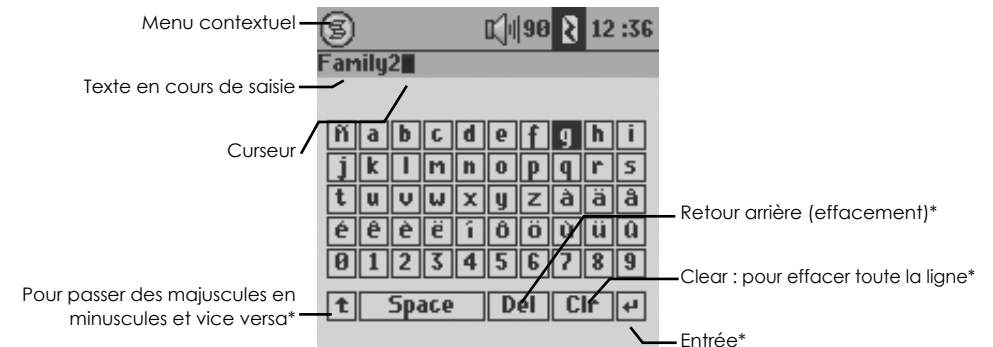 Menu contextuel
90 12 :36
Family2
Texte en cours de saisie
Curseur
ñ a b c d e f g h i
j k l m n o p q r s
t u v w x y z à ä â
é ê è ë î ô ö ù ü û
0 1 2 3 4 5 6 7 8 9
Space Del Clr
Retour arrière (effacement)*
Clear : pour effacer toute la ligne*
Pour passer des majuscules en
minuscules et vice versa*
Entrée*